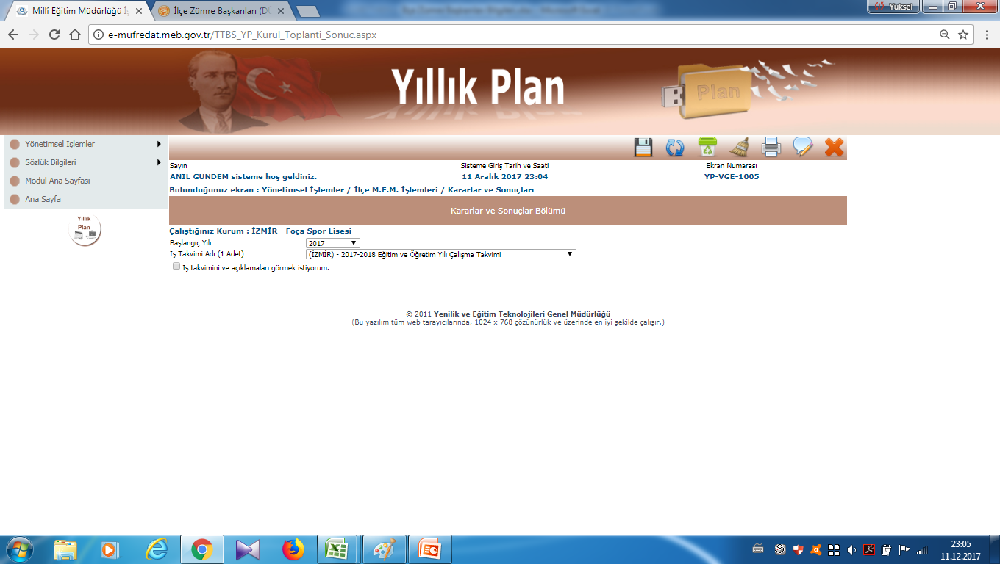 Millî Eğitim Müdürlüğü İş
İlçe Zümre Başkanları (DÜ
Yüksel
e-mufredat.meb.gov.tr/TTBS_YP_Kurul_Toplanti_Sonuc.aspx
Yıllık Plan
Plan
Yönetimsel İşlemler
Sözlük Bilgileri
Modül Ana Sayfası
Ana Sayfa
Yıllık
Plan
Sayın
Sisteme Giriş Tarih ve Saati
Ekran Numarası
ANIL GÜNDEM sisteme hoş geldiniz.
11 Aralık 2017 23:04
YP-VGE-1005
Bulunduğunuz ekran : Yönetimsel İşlemler / İlçe M.E.M. İşlemleri / Kararlar ve Sonuçları
Kararlar ve Sonuçlar Bölümü
Çalıştığınız Kurum : İZMİR - Foça Spor Lisesi
Başlangıç Yılı
2017
İş Takvimi Adı (1 Adet)
(İZMİR) - 2017-2018 Eğitim ve Öğretim Yılı Çalışma Takvimi
İş takvimini ve açıklamaları görmek istiyorum.
© 2011 Yenilik ve Eğitim Teknolojileri Genel Müdürlüğü
(Bu yazılım tüm web tarayıcılarında, 1024 x 768 çözünürlük ve üzerinde en iyi şekilde çalışır.)
23:05
11.12.2017